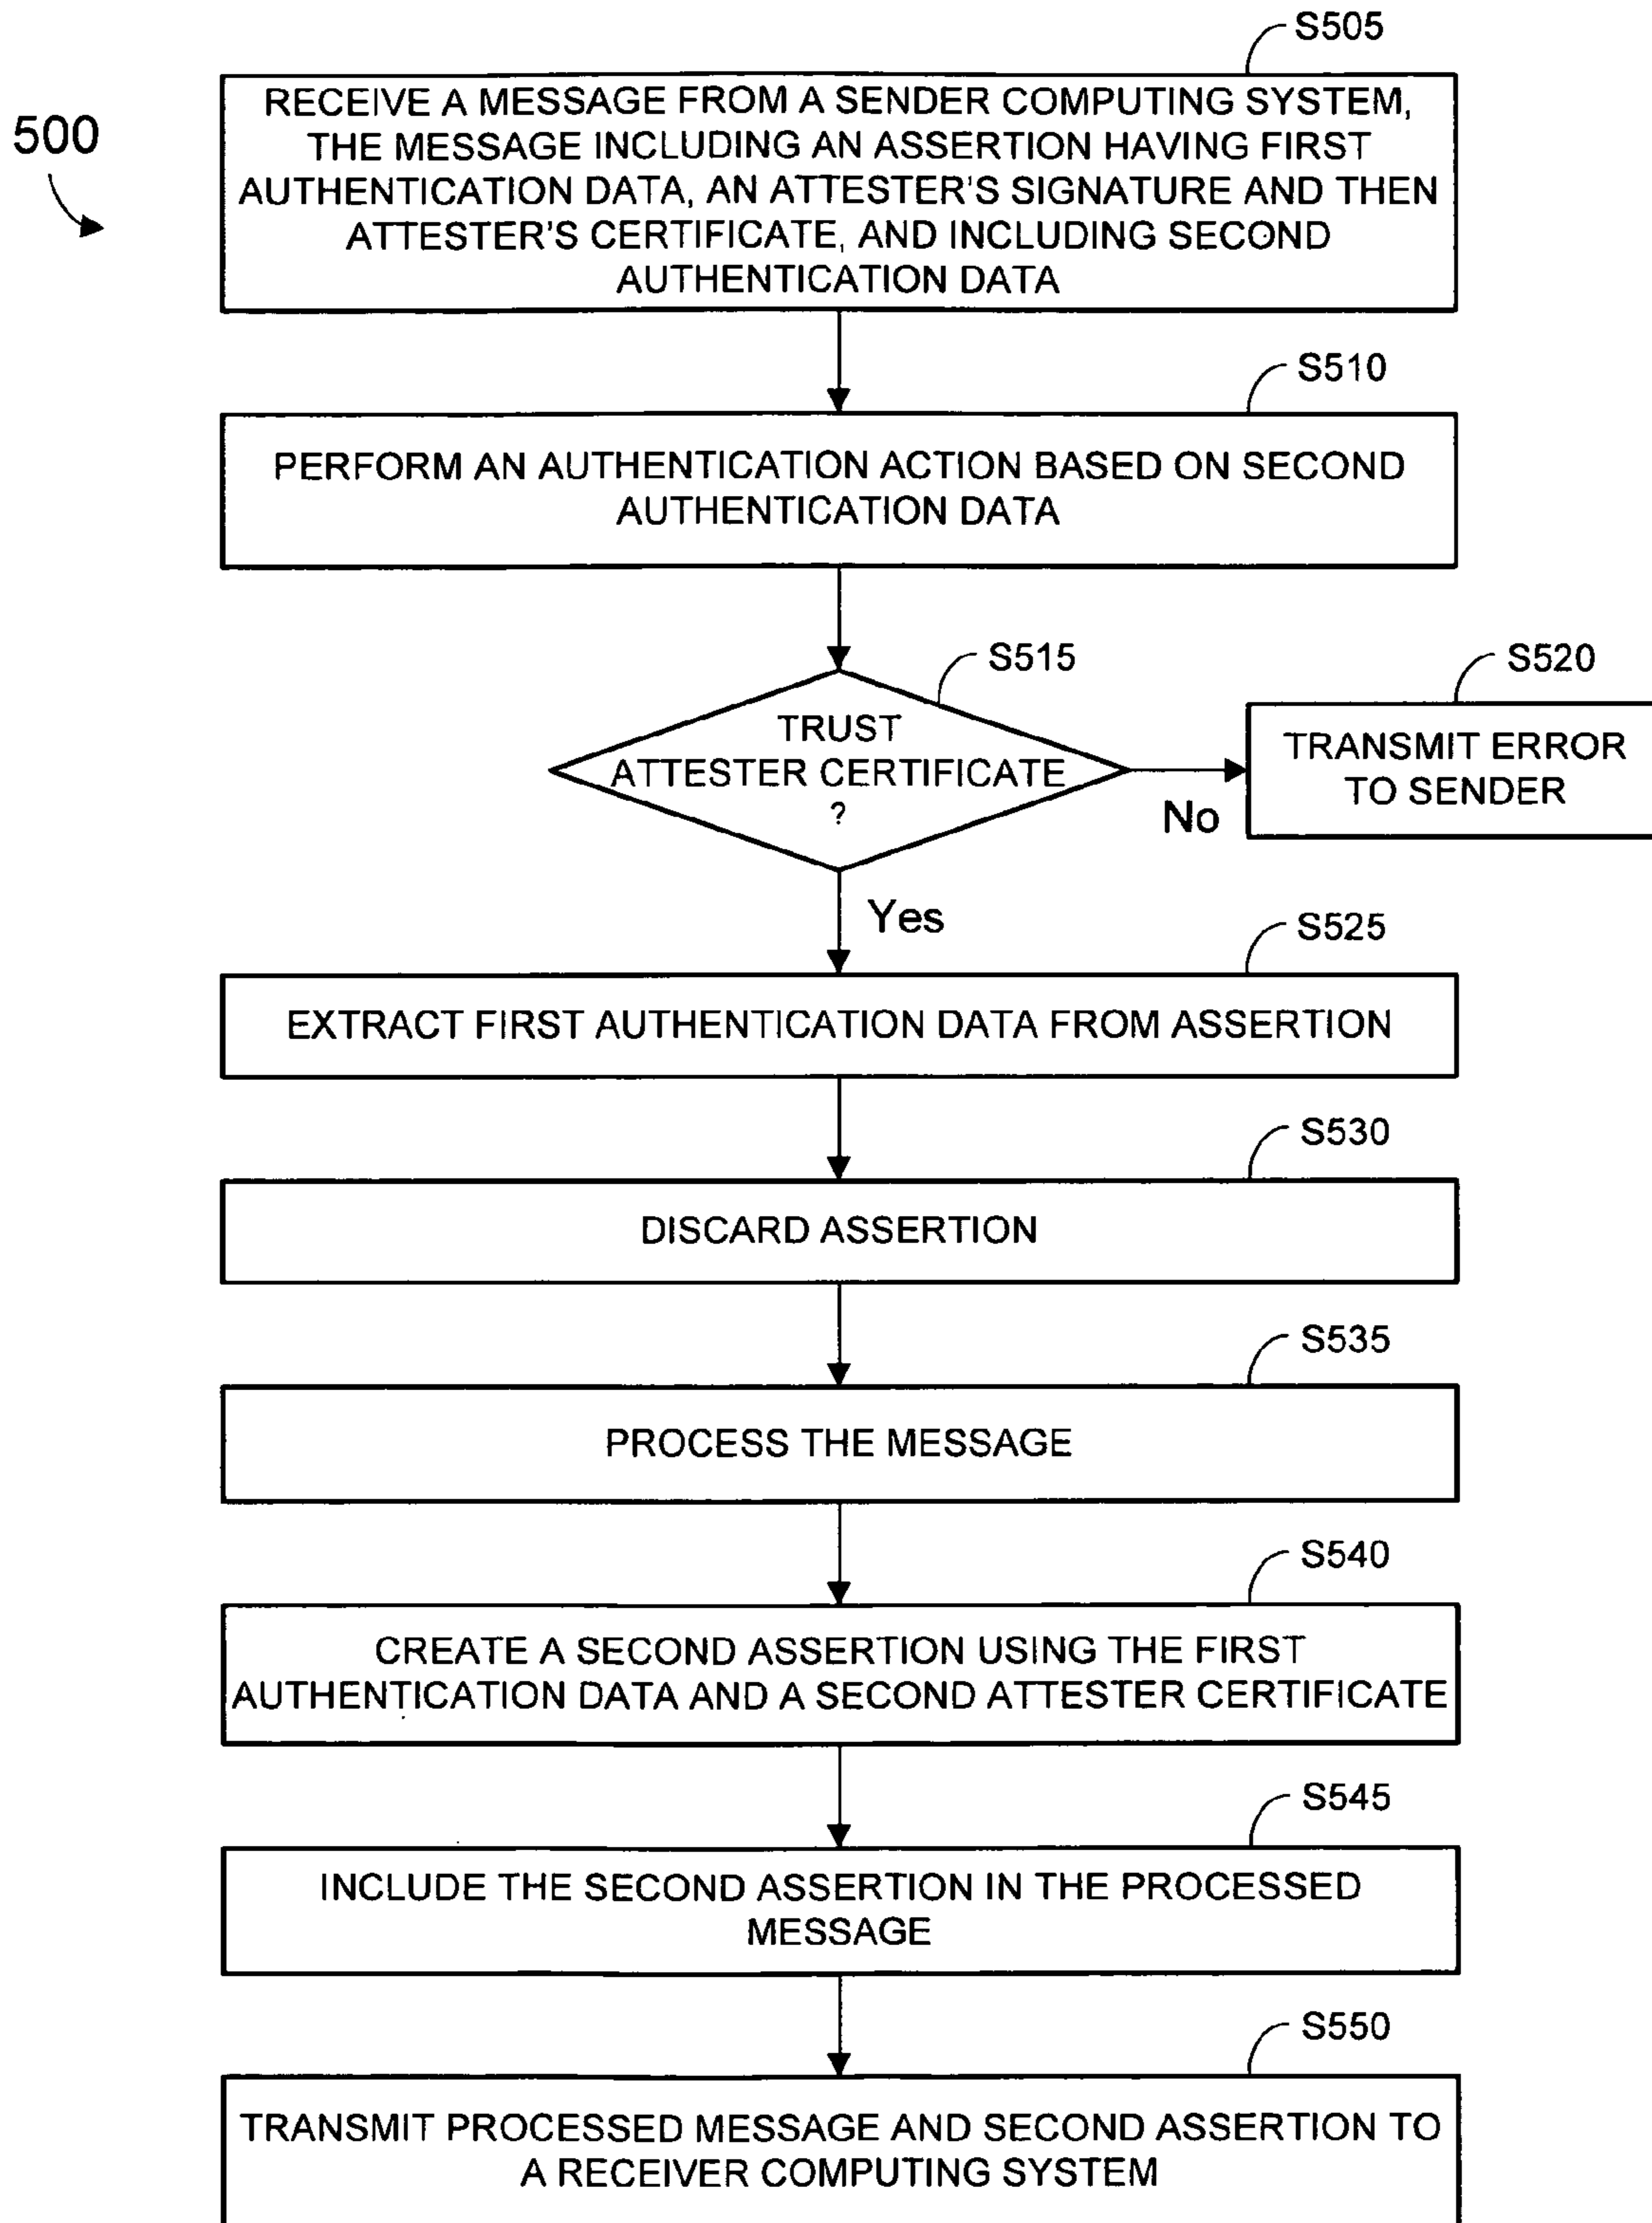 S505
500
RECEIVE A MESSAGE FROM A SENDER COMPUTING SYSTEM,
THE MESSAGE INCLUDING AN ASSERTION HAVING FIRST
AUTHENTICATION DATA, AN ATTESTER'S SIGNATURE AND THEN
ATTESTER'S CERTIFICATE, AND INCLUDING SECOND
AUTHENTICATION DATA
S510
PERFORM AN AUTHENTICATION ACTION BASED ON SECOND
AUTHENTICATION DATA
S515
TRUST
ATTESTER CERTIFICATE
?
S520
TRANSMIT ERROR
TO SENDER
No
Yes
S525
EXTRACT FIRST AUTHENTICATION DATA FROM ASSERTION
S530
DISCARD ASSERTION
S535
PROCESS THE MESSAGE
S540
CREATE A SECOND ASSERTION USING THE FIRST
AUTHENTICATION DATA AND A SECOND ATTESTER CERTIFICATE
S545
INCLUDE THE SECOND ASSERTION IN THE PROCESSED
MESSAGE
S550
TRANSMIT PROCESSED MESSAGE AND SECOND ASSERTION TO
A RECEIVER COMPUTING SYSTEM